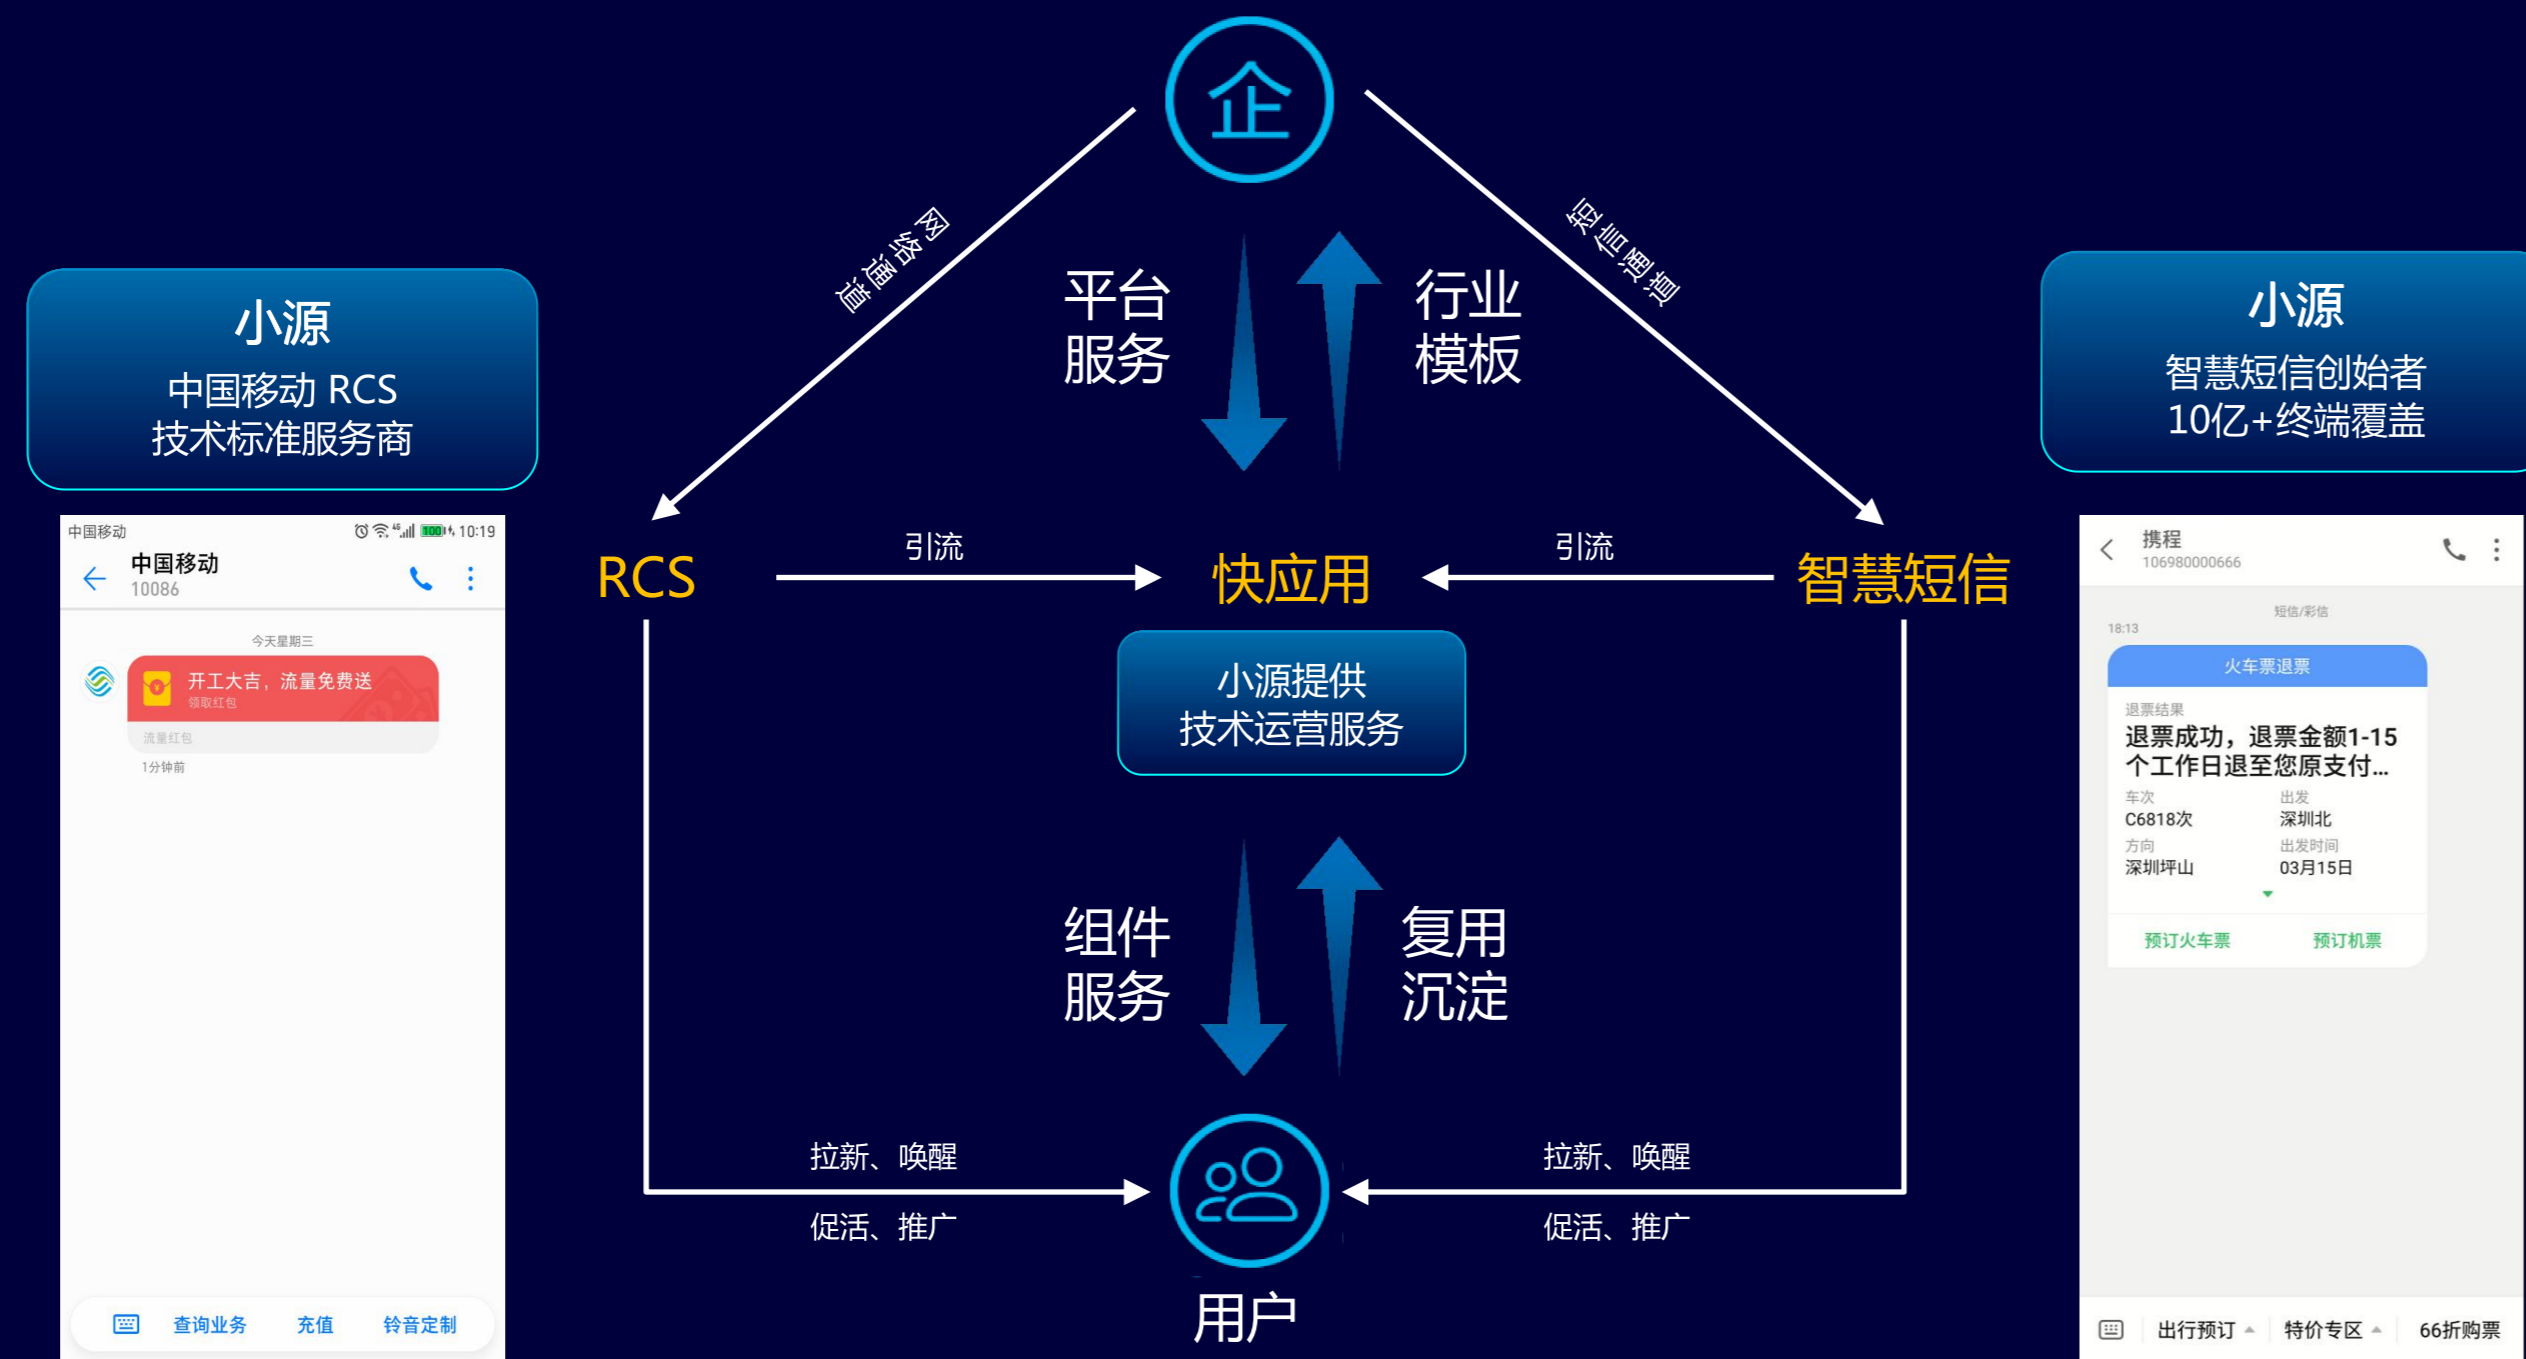 企
网络通道
短信通道
平台
服务
行业
模板
小源
中国移动 RCS
技术标准服务商
小源
智慧短信创始者
10亿+终端覆盖
RCS
引流
快应用
引流
智慧短信
小源提供
技术运营服务
组件
服务
复用
沉淀
拉新、唤醒
促活、推广
拉新、唤醒
促活、推广
用户
中国移动
4G 100 10:19
中国移动
10086
今天星期三
开工大吉，流量免费送
领取红包
流量红包
1分钟前
查询业务 充值 铃音定制
携程
106980000666
短信/彩信
18:13
火车票退票
退票结果
退票成功，退票金额1-15
个工作日退至您原支付...
车次 出发
C6818次 深圳北
方向 出发时间
深圳坪山 03月15日
预订火车票 预订机票
出行预订 特价专区 66折购票